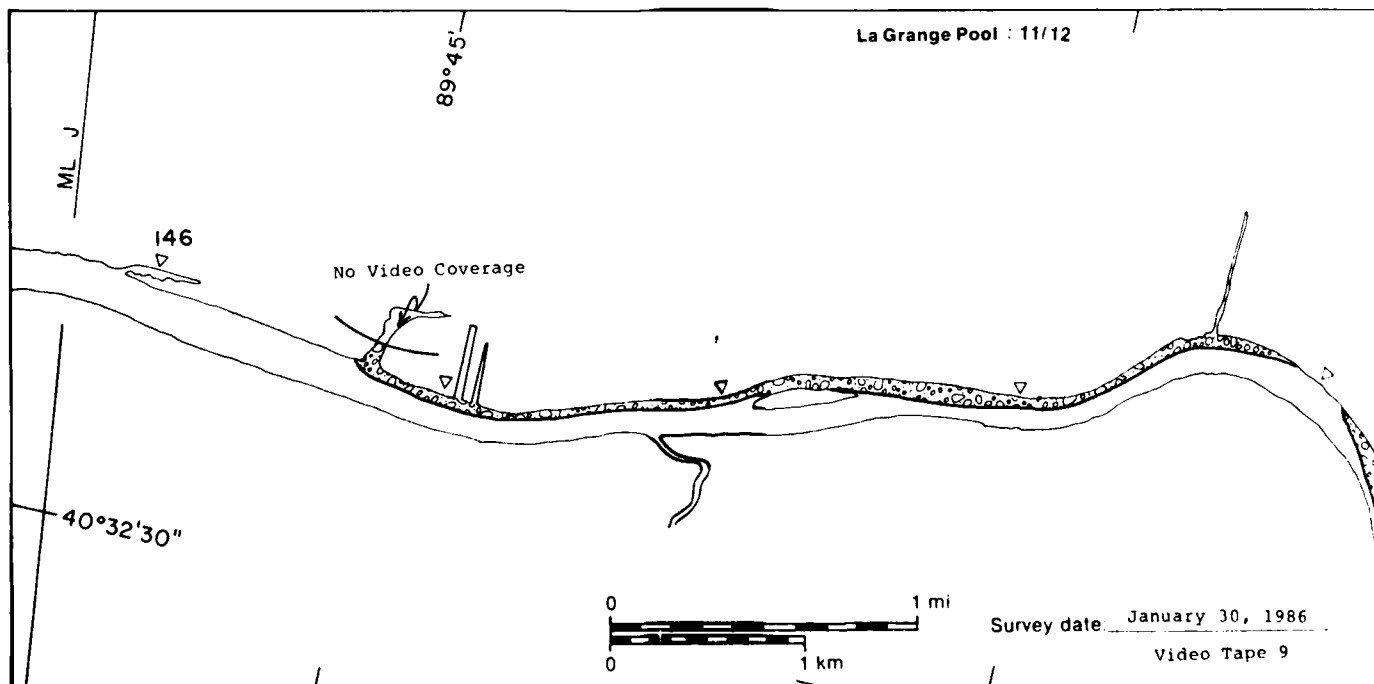 La Grange Pool : 11/12
89°45'
ML J
146
No Video Coverage
40°32'30"
0 1 mi
0 1 km
Survey date January 30, 1986
Video Tape 9